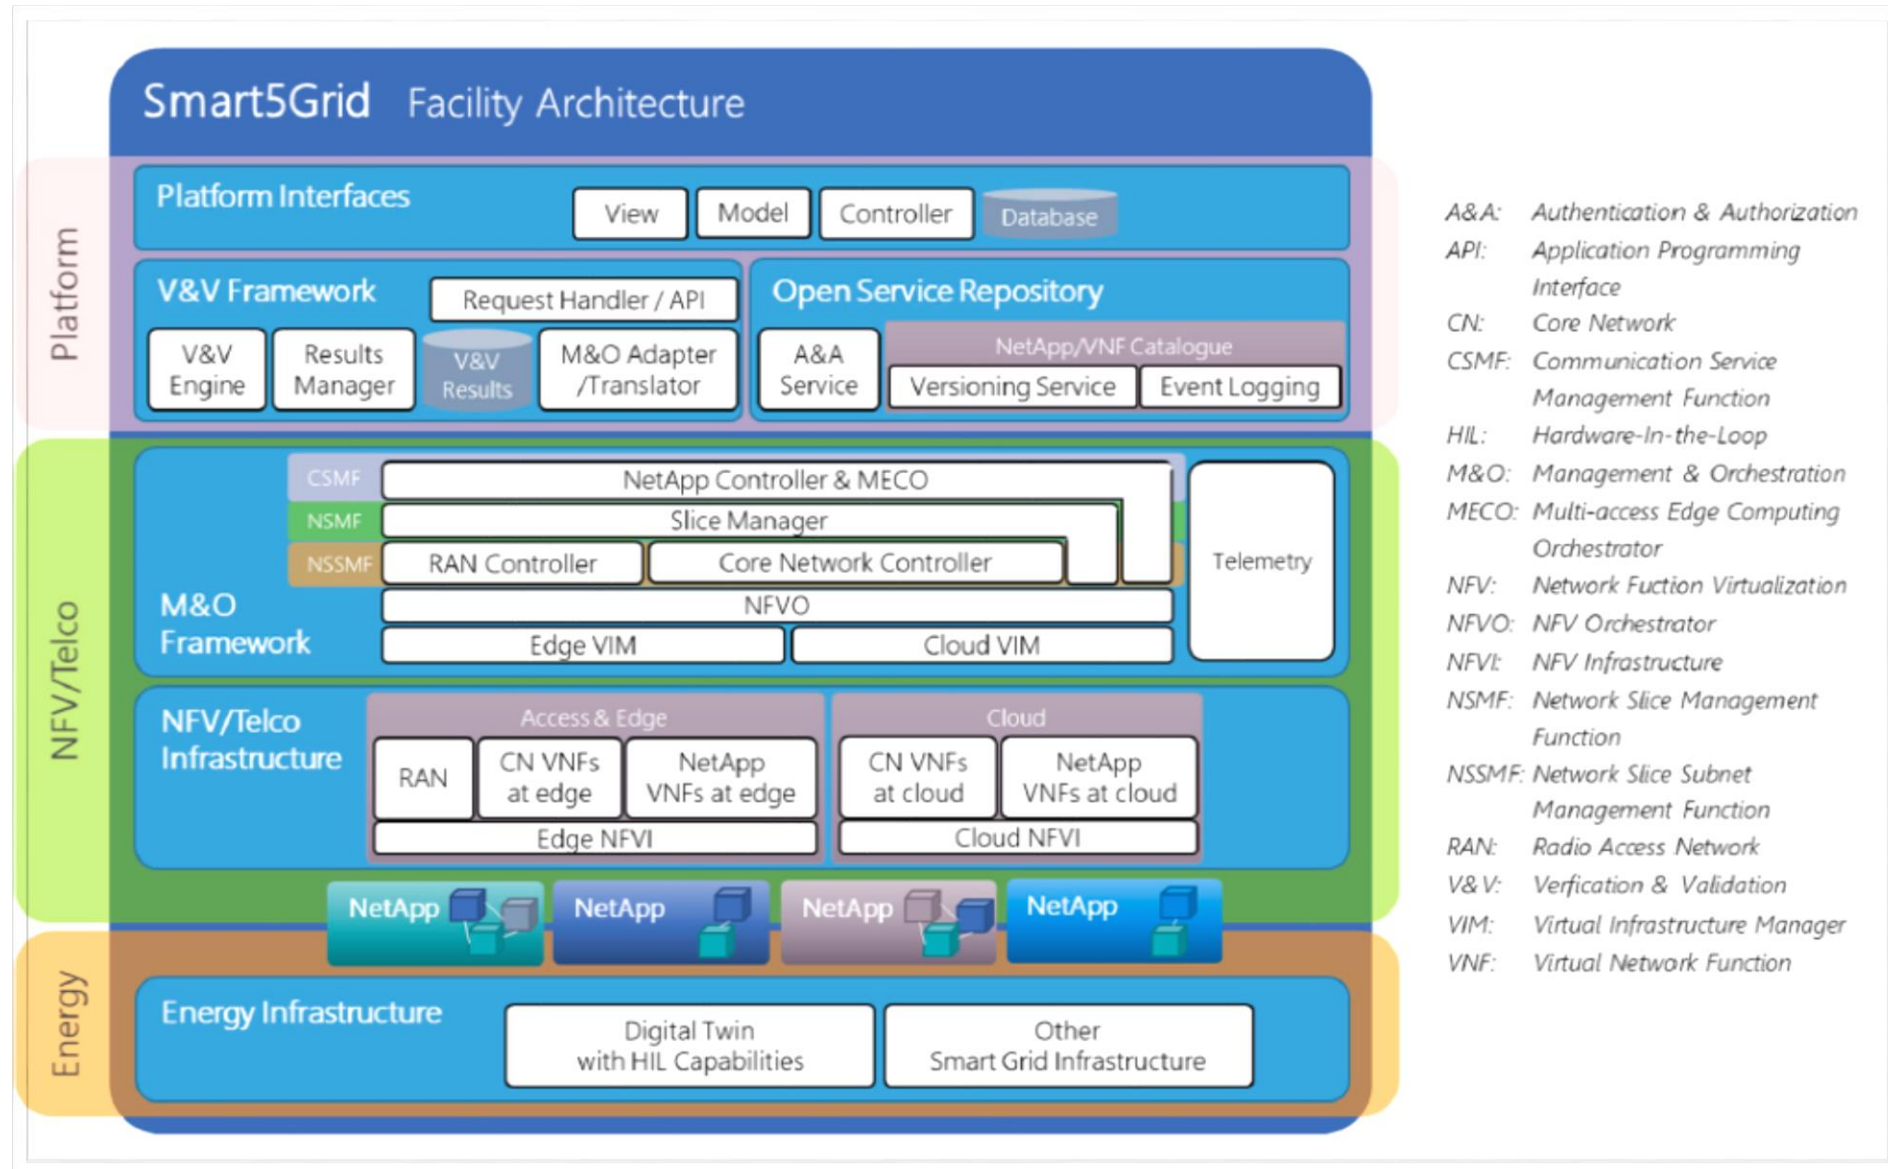 Smart5Grid Facility Architecture
Platform
Platform Interfaces
View
Model
Controller
Database
V&V Framework
Request Handler / API
V&V
Engine
Results
Manager
V&V
Results
M&O Adapter
/Translator
Open Service Repository
A&A
Service
NetApp/VNF Catalogue
Versioning Service
Event Logging
NFV/Telco
M&O
Framework
CSMF
NetApp Controller & MECO
NSMF
Slice Manager
NSSMF
RAN Controller
Core Network Controller
NFVO
Edge VIM
Cloud VIM
Telemetry
NFV/Telco
Infrastructure
Access & Edge
RAN
CN VNFs
at edge
NetApp
VNFs at edge
Edge NFVI
Cloud
CN VNFs
at cloud
NetApp
VNFs at cloud
Cloud NFVI
NetApp
NetApp
NetApp
NetApp
Energy
Energy Infrastructure
Digital Twin
with HIL Capabilities
Other
Smart Grid Infrastructure
A&A: Authentication & Authorization
API: Application Programming
Interface
CN: Core Network
CSMF: Communication Service
Management Function
HIL: Hardware-In-the-Loop
M&O: Management & Orchestration
MECO: Multi-access Edge Computing
Orchestrator
NFV: Network Fuction Virtualization
NFVO: NFV Orchestrator
NFVI: NFV Infrastructure
NSMF: Network Slice Management
Function
NSSMF: Network Slice Subnet
Management Function
RAN: Radio Access Network
V&V: Verfication & Validation
VIM: Virtual Infrastructure Manager
VNF: Virtual Network Function